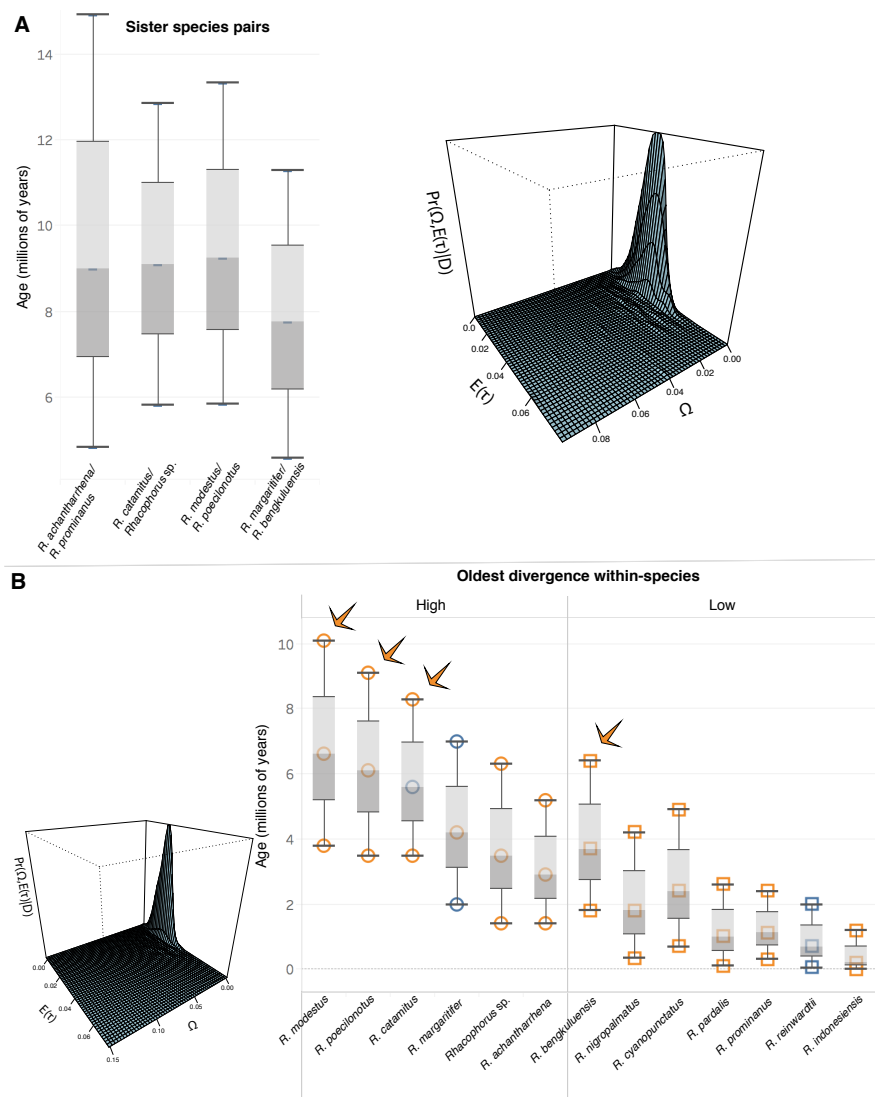 A
Sister species pairs
14
12
10
8
6
Age (millions of years)
R. achantharrhena/
R. prominanus
R. catamitus/
Rhacophorus sp.
R. modestus/
R. poecilonotus
R. margaritifer/
R. bengkuluensis
Pr(Ω,E(τ)|D)
0.0
0.02
0.04
0.06
E(τ)
0.00
0.02
0.04
0.06
0.08
Ω
B
Oldest divergence within-species
High
Low
10
8
6
4
2
0
Age (millions of years)
R. modestus
R. poecilonotus
R. catamitus
R. margaritifer
Rhacophorus sp.
R. achantharrhena
R. bengkuluensis
R. nigropalmatus
R. cyanopunctatus
R. pardalis
R. prominanus
R. reinwardtii
R. indonesiensis
Pr(Ω,E(τ)|D)
0.00
0.02
0.04
0.06
E(τ)
0.00
0.05
0.10
0.15
Ω